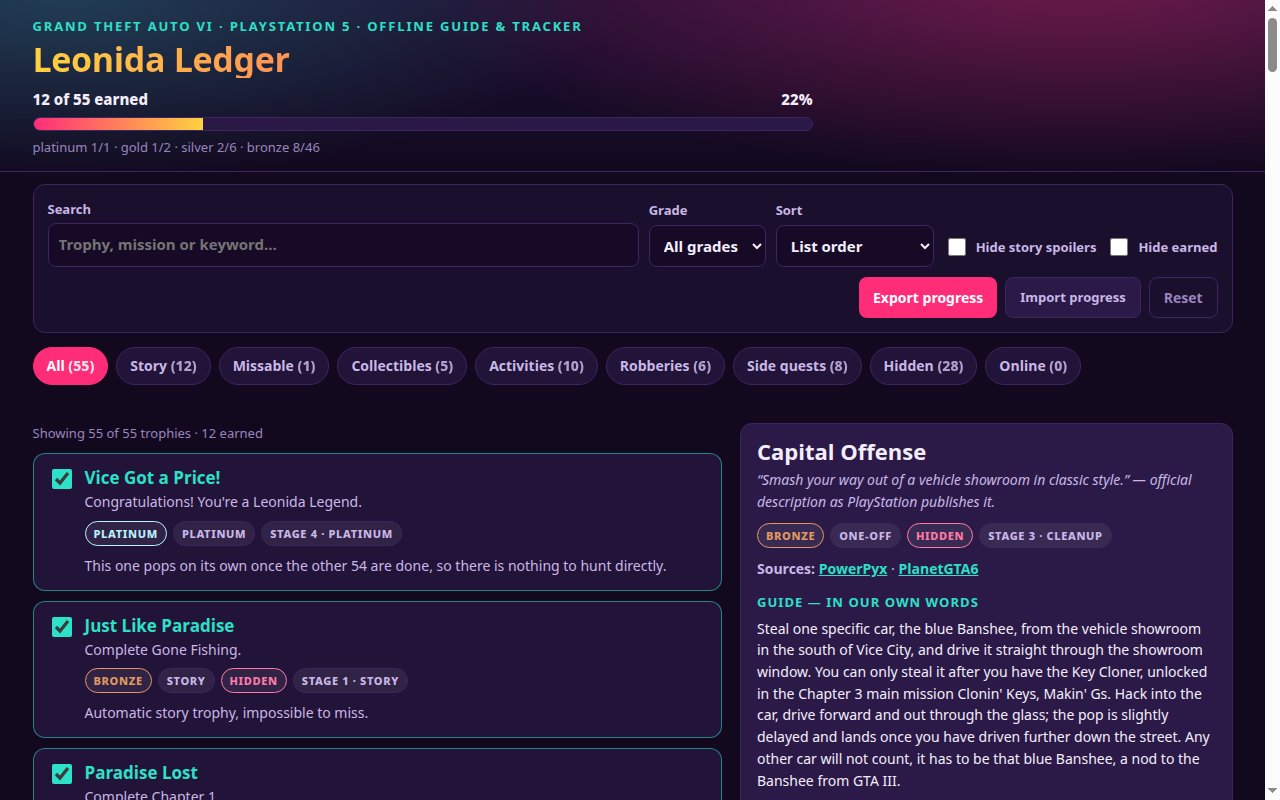 GRAND THEFT AUTO VI · PLAYSTATION 5 · OFFLINE GUIDE & TRACKER
Leonida Ledger
12 of 55 earned
22%
platinum 1/1 · gold 1/2 · silver 2/6 · bronze 8/46
Search
Grade
Sort
Trophy, mission or keyword...
All grades
List order
Hide story spoilers
Hide earned
Export progress
Import progress
Reset
All (55)
Story (12)
Missable (1)
Collectibles (5)
Activities (10)
Robberies (6)
Side quests (8)
Hidden (28)
Online (0)
Showing 55 of 55 trophies · 12 earned
Vice Got a Price!
Congratulations! You're a Leonida Legend.
PLATINUM
PLATINUM
STAGE 4 · PLATINUM
This one pops on its own once the other 54 are done, so there is nothing to hunt directly.
Just Like Paradise
Complete Gone Fishing.
BRONZE
STORY
HIDDEN
STAGE 1 · STORY
Automatic story trophy, impossible to miss.
Paradise Lost
Complete Chapter 1
Capital Offense
“Smash your way out of a vehicle showroom in classic style.” — official
description as PlayStation publishes it.
BRONZE
ONE-OFF
HIDDEN
STAGE 3 · CLEANUP
Sources: PowerPyx · PlanetGTA6
GUIDE — IN OUR OWN WORDS
Steal one specific car, the blue Banshee, from the vehicle showroom
in the south of Vice City, and drive it straight through the showroom
window. You can only steal it after you have the Key Cloner, unlocked
in the Chapter 3 main mission Clonin' Keys, Makin' Gs. Hack into the
car, drive forward and out through the glass; the pop is slightly
delayed and lands once you have driven further down the street. Any
other car will not count, it has to be that blue Banshee, a nod to the
Banshee from GTA III.